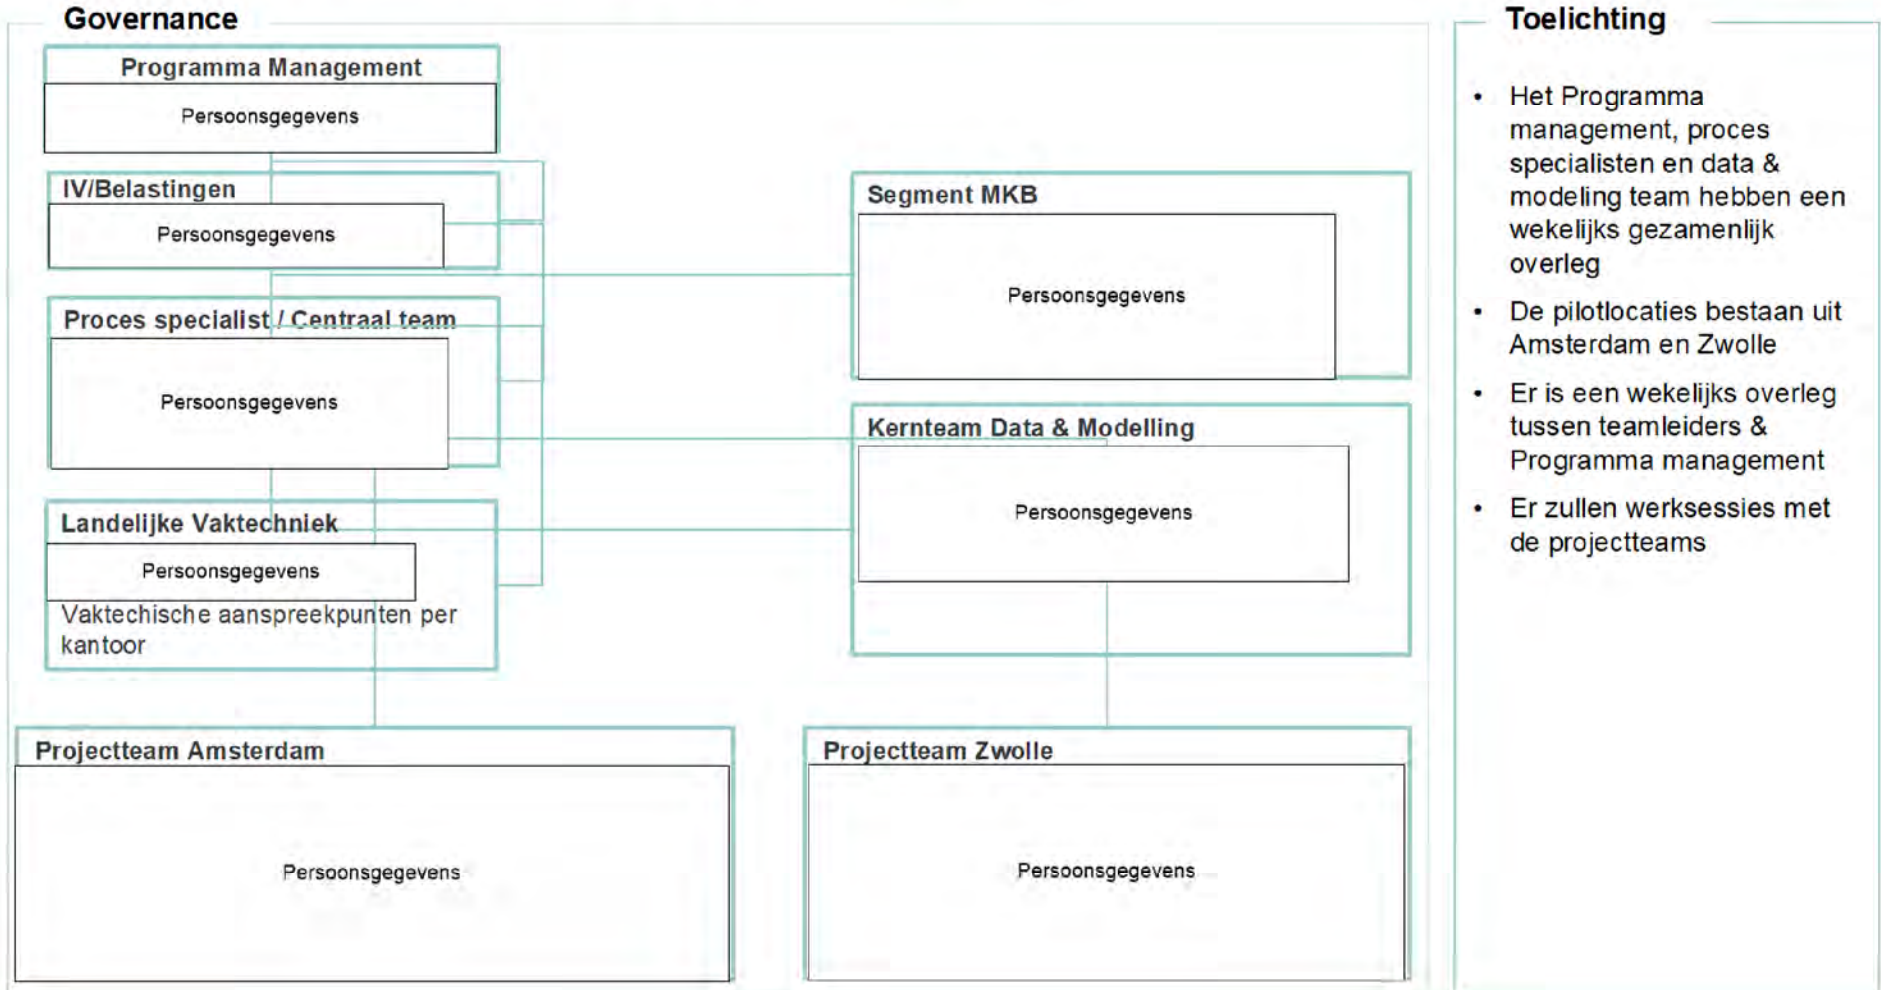 Governance
Programma Management
Persoonsgegevens
IV/Belastingen
Persoonsgegevens
Proces specialist / Centraal team
Persoonsgegevens
Landelijke Vaktechniek
Persoonsgegevens
Vaktechische aanspreekpunten per
kantoor
Segment MKB
Persoonsgegevens
Kernteam Data & Modelling
Persoonsgegevens
Projectteam Amsterdam
Persoonsgegevens
Projectteam Zwolle
Persoonsgegevens
Toelichting
• Het Programma
management, proces
specialisten en data &
modeling team hebben een
wekelijks gezamenlijk
overleg
• De pilotlocaties bestaan uit
Amsterdam en Zwolle
• Er is een wekelijks overleg
tussen teamleiders &
Programma management
• Er zullen werksessies met
de projectteams